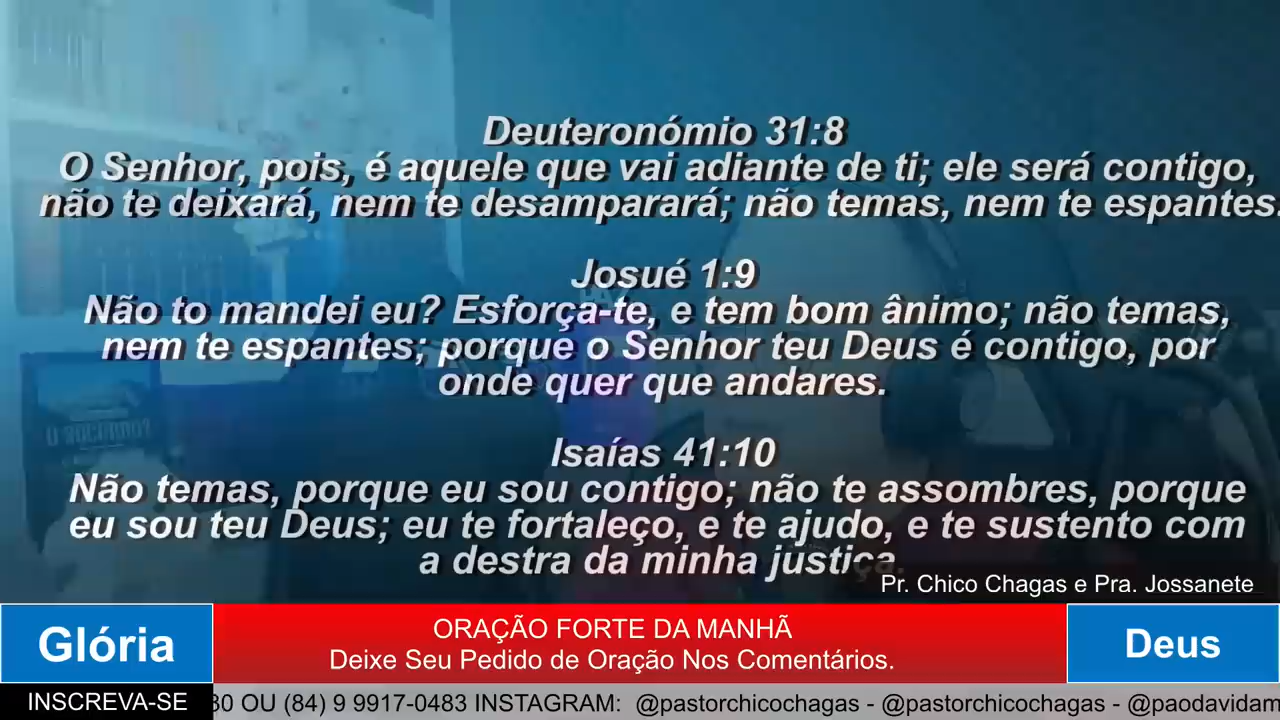 Deuteronómio 31:8
O Senhor, pois, é aquele que vai adiante de ti; ele será contigo,
não te deixará, nem te desamparará; não temas, nem te espantes.
Josué 1:9
Não to mandei eu? Esforça-te, e tem bom ânimo; não temas,
nem te espantes; porque o Senhor teu Deus é contigo, por
onde quer que andares.
Isaías 41:10
Não temas, porque eu sou contigo; não te assombres, porque
eu sou teu Deus; eu te fortaleço, e te ajudo, e te sustento com
a destra da minha justiça.
Pr. Chico Chagas e Pra. Jossanete
Glória
ORAÇÃO FORTE DA MANHÃ
Deixe Seu Pedido de Oração Nos Comentários.
Deus
INSCREVA-SE 80 OU (84) 9 9917-0483 INSTAGRAM: @pastorchicochagas - @pastorchicochagas - @paodavidam